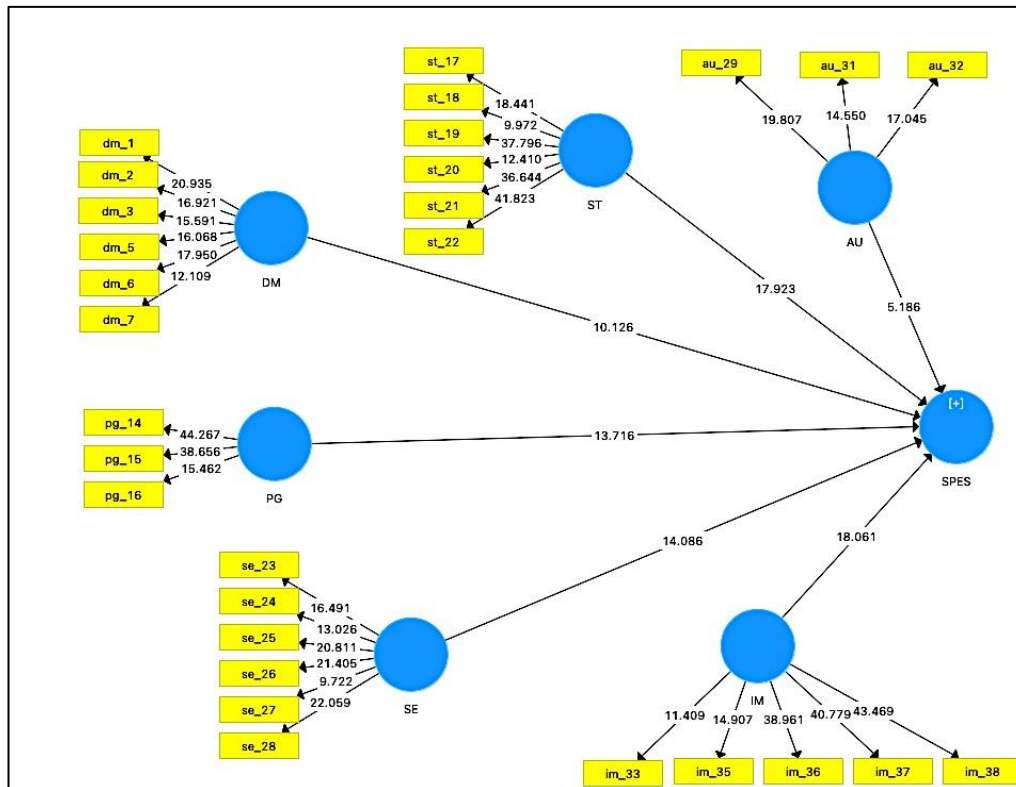 st_17
st_18
st_19
st_20
st_21
st_22
18.441
9.972
37.796
12.410
36.644
41.823
ST
au_29
au_31
au_32
19.807
14.550
17.045
AU
dm_1
dm_2
dm_3
dm_5
dm_6
dm_7
20.935
16.921
15.591
16.068
17.950
12.109
DM
17.923
5.186
10.126
pg_14
pg_15
pg_16
44.267
38.656
15.462
PG
13.716
[+]
SPES
se_23
se_24
se_25
se_26
se_27
se_28
16.491
13.026
20.811
21.405
9.722
22.059
SE
14.086
18.061
IM
11.409
14.907
38.961
40.779
43.469
im_33
im_35
im_36
im_37
im_38